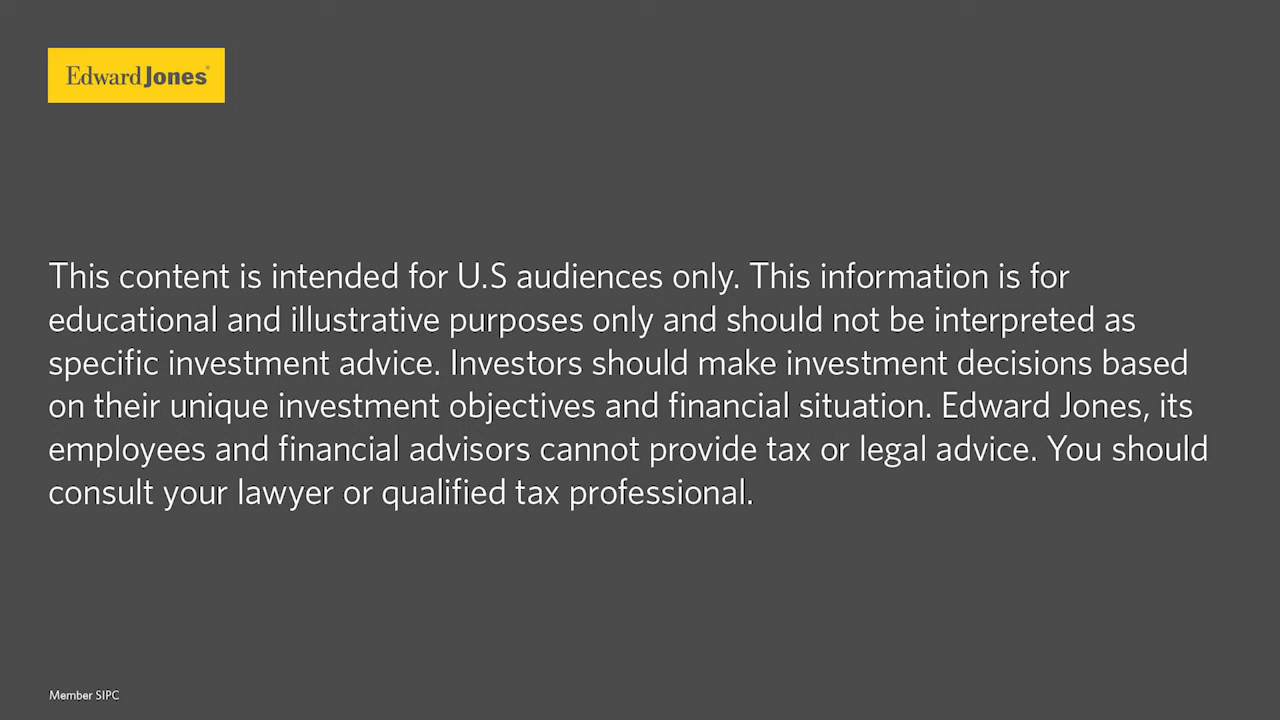 EdwardJones®
This content is intended for U.S audiences only. This information is for
educational and illustrative purposes only and should not be interpreted as
specific investment advice. Investors should make investment decisions based
on their unique investment objectives and financial situation. Edward Jones, its
employees and financial advisors cannot provide tax or legal advice. You should
consult your lawyer or qualified tax professional.
Member SIPC